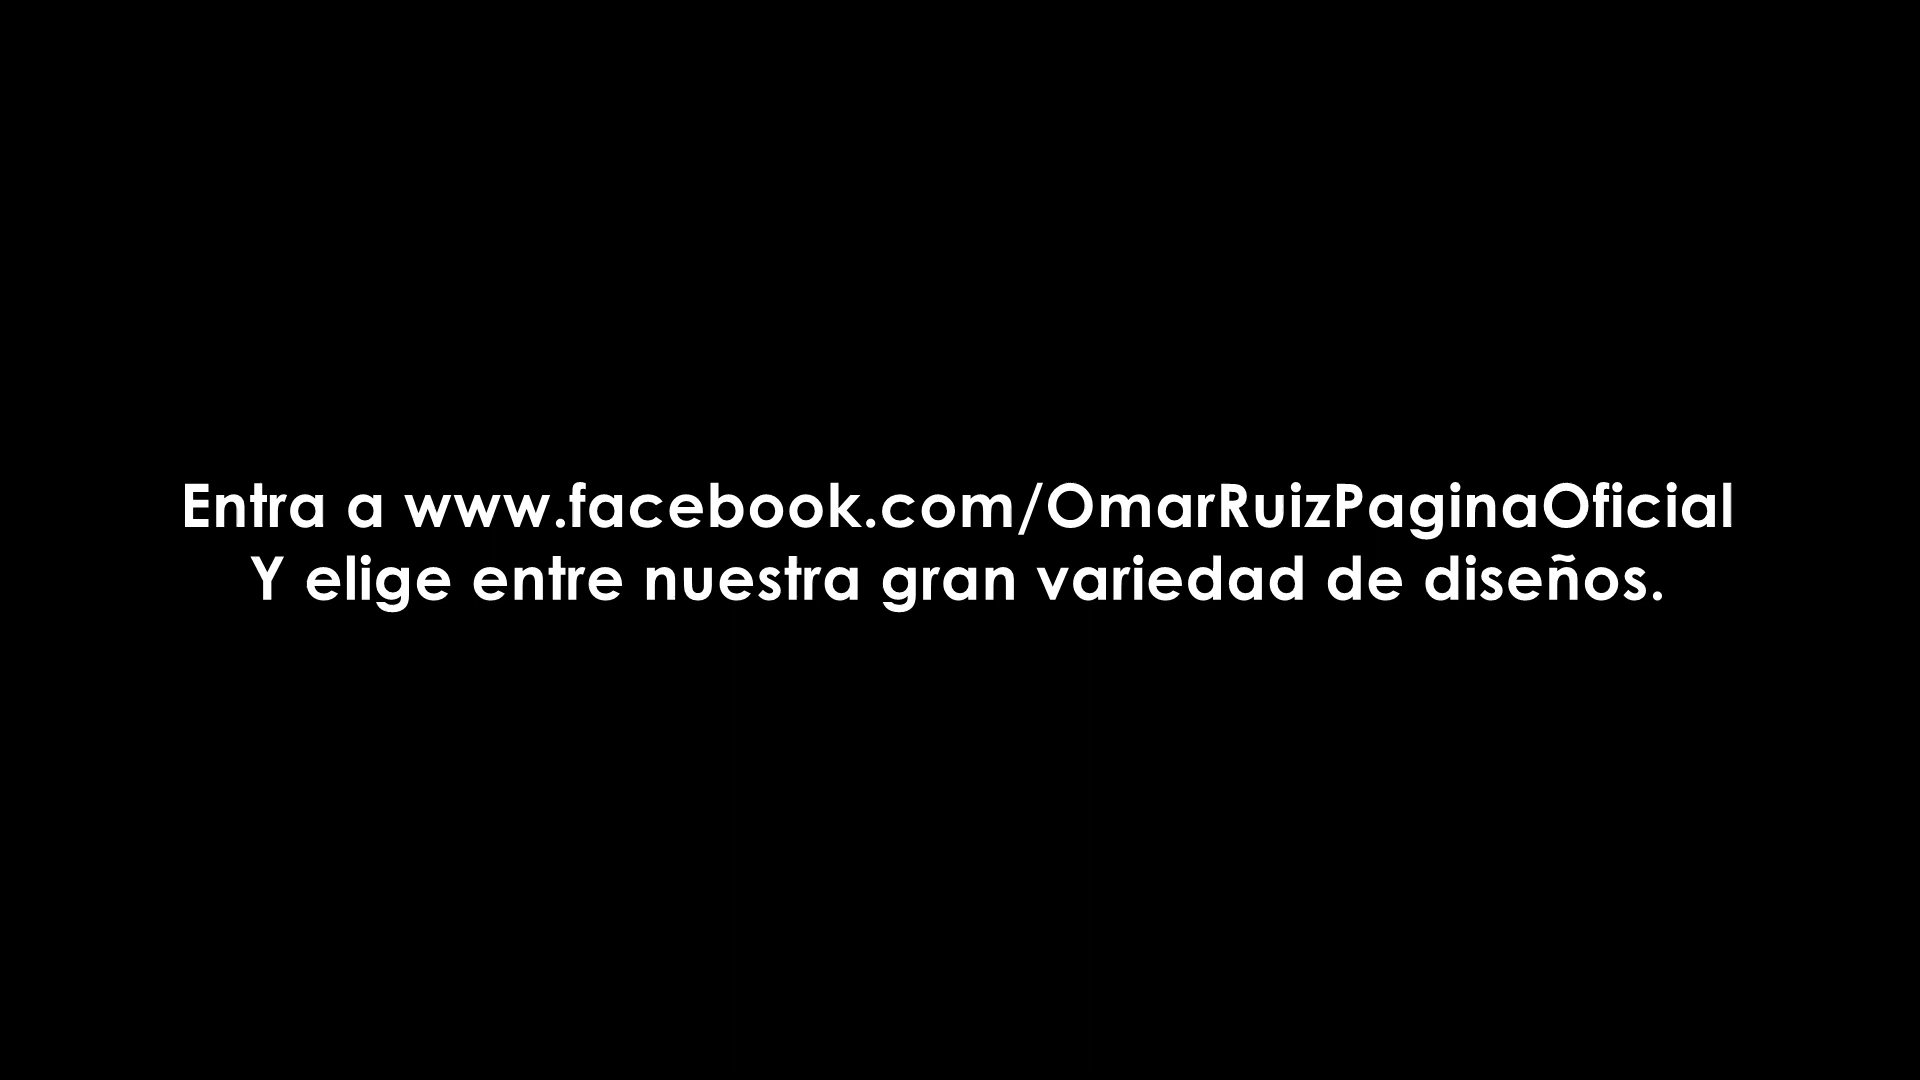 Entra a www.facebook.com/OmarRuizPaginaOficial
Y elige entre nuestra gran variedad de diseños.